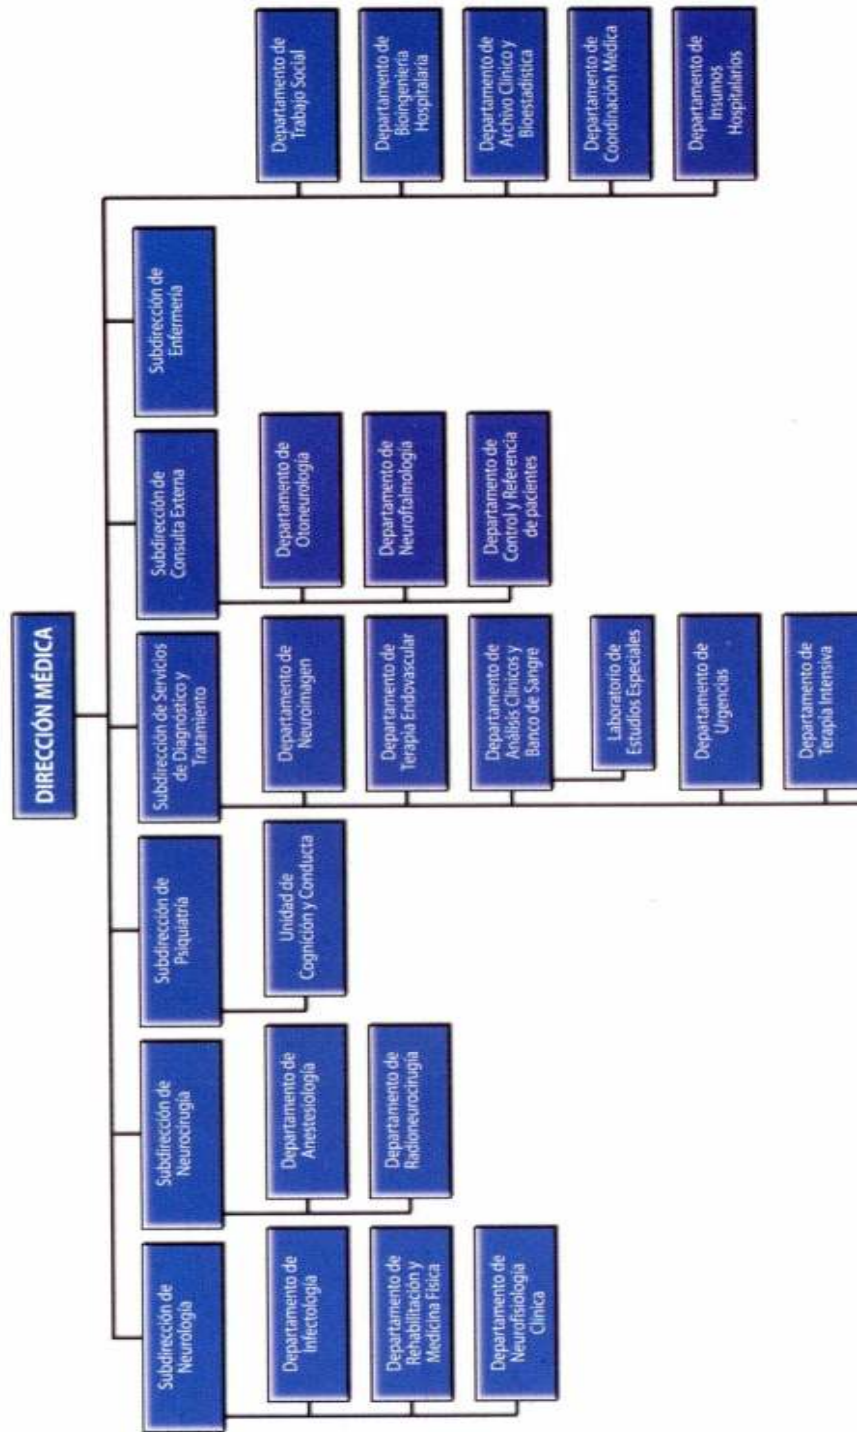 DIRECCIÓN MÉDICA
Subdirección de
Neurología
Departamento de
Infectología
Departamento de
Rehabilitación y
Medicina Física
Departamento de
Neurofisiología
Clínica
Subdirección de
Neurocirugía
Departamento de
Anestesiología
Departamento de
Radioneurocirugía
Subdirección de
Psiquiatría
Unidad de
Cognición y Conducta
Subdirección de Servicios
de Diagnóstico y
Tratamiento
Departamento de
Neuroimagen
Departamento de
Terapia Endovascular
Departamento de
Análisis Clínicos y
Banco de Sangre
Laboratorio de
Estudios Especiales
Departamento de
Urgencias
Departamento de
Terapia Intensiva
Subdirección de
Consulta Externa
Departamento de
Otoneurología
Departamento de
Neuroftalmología
Departamento de
Control y Referencia
de pacientes
Subdirección de
Enfermería
Departamento de
Trabajo Social
Departamento de
Bioingeniería
Hospitalaria
Departamento de
Archivo Clínico y
Bioestadística
Departamento de
Coordinación Médica
Departamento de
Insumos
Hospitalarios